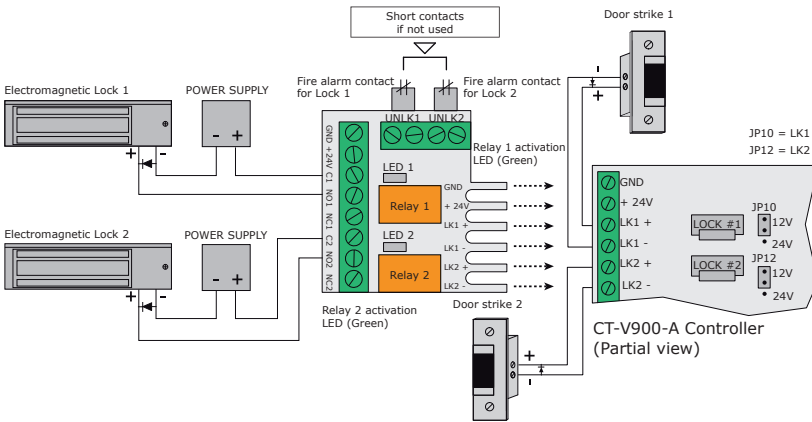 Short contacts
if not used
Door strike 1
Electromagnetic Lock 1
POWER SUPPLY
Fire alarm contact
for Lock 1
Fire alarm contact
for Lock 2
- +
+ -
UNLK1 UNLK2
GND
+ 24V
C1
NO1
NC1
C2
NO2
NC2
LED 1
Relay 1
LED 2
Relay 2
Relay 1 activation
LED (Green)
GND
+ 24V
LK1 +
LK1 -
LK2 +
LK2 -
-
+
JP10 = LK1
JP12 = LK2
GND
+ 24V
LK1 +
LK1 -
LK2 +
LK2 -
LOCK #1
LOCK #2
JP10
12V
24V
JP12
12V
24V
CT-V900-A Controller
(Partial view)
Electromagnetic Lock 2
POWER SUPPLY
- +
+ -
Relay 2 activation
LED (Green)
Door strike 2
+
-